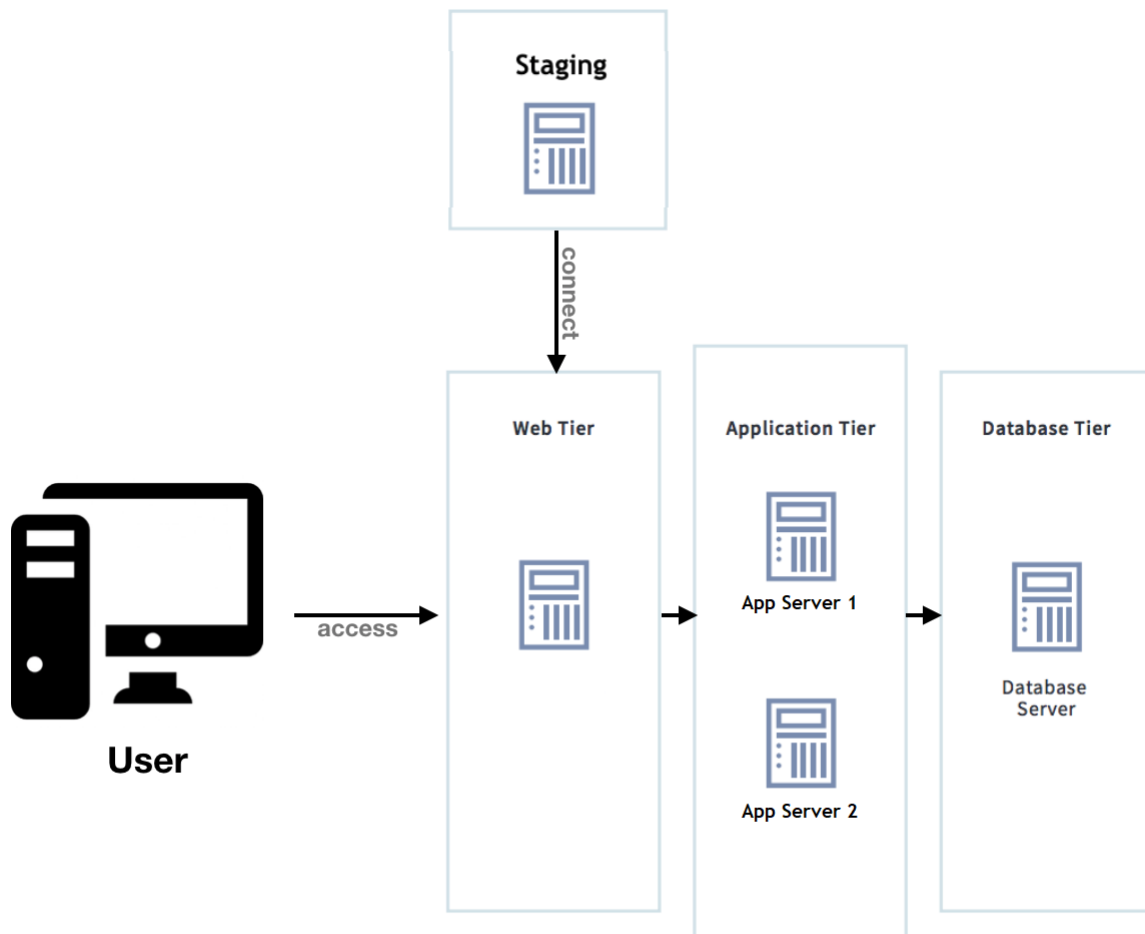 Staging
connect
Web Tier
Application Tier
Database Tier
App Server 1
access
Database
Server
User
App Server 2